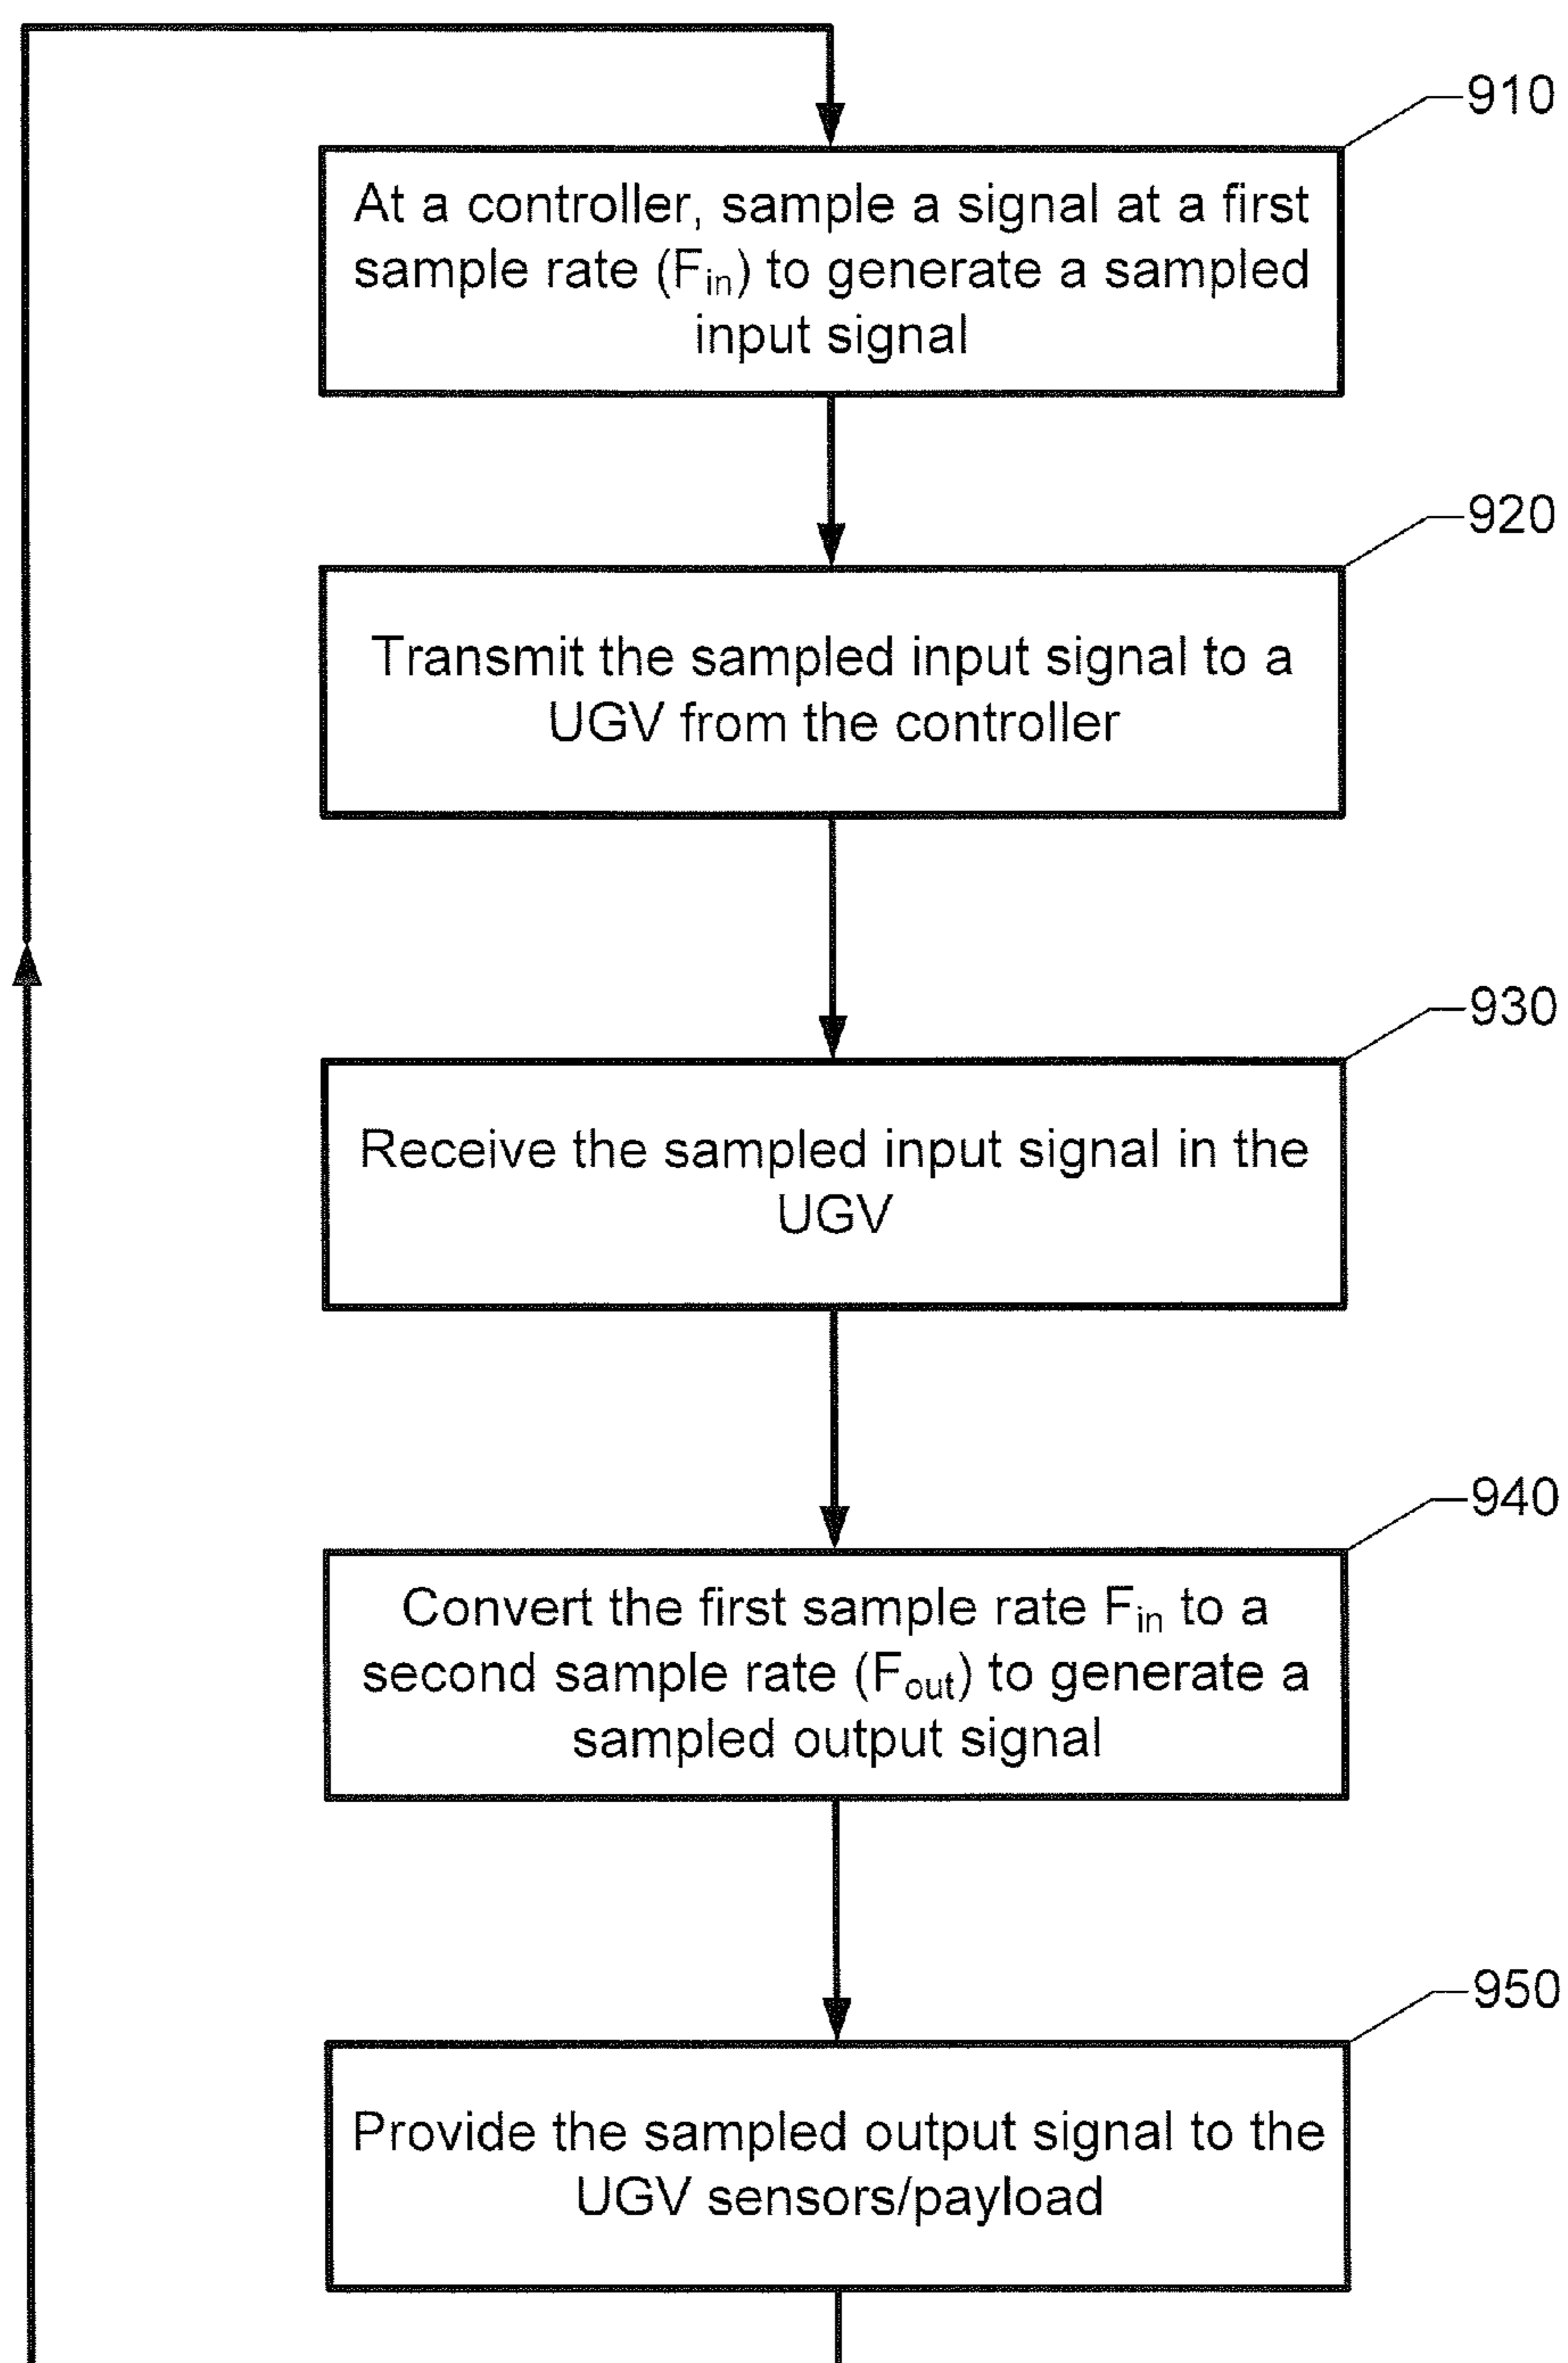 910
At a controller, sample a signal at a first
sample rate (Fin) to generate a sampled
input signal
920
Transmit the sampled input signal to a
UGV from the controller
930
Receive the sampled input signal in the
UGV
940
Convert the first sample rate Fin to a
second sample rate (Fout) to generate a
sampled output signal
950
Provide the sampled output signal to the
UGV sensors/payload